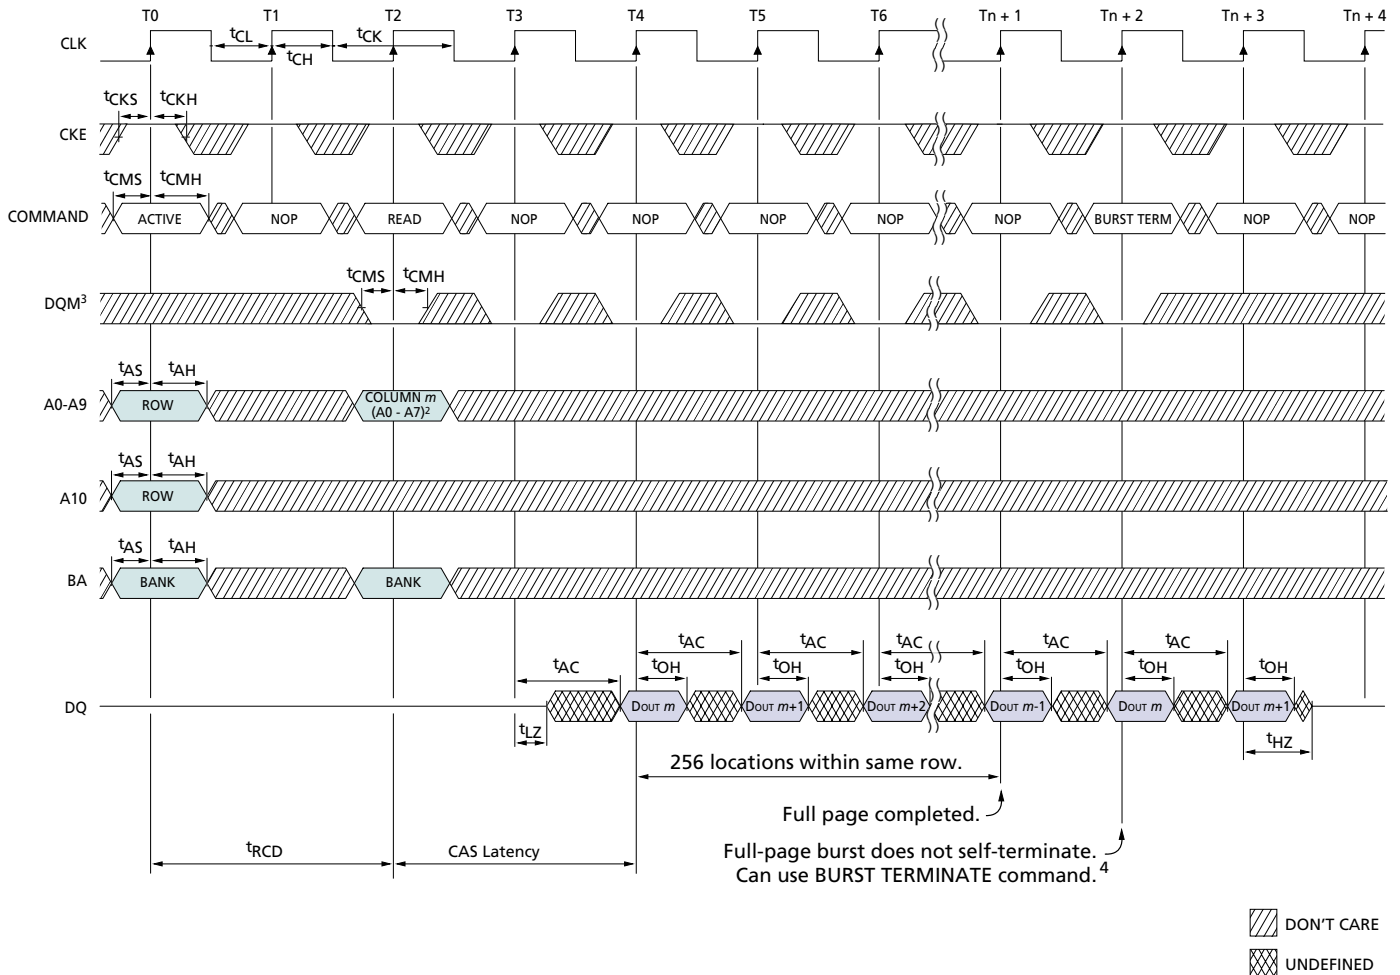 T0 T1 T2 T3 T4 T5 T6 Tn + 1 Tn + 2 Tn + 3 Tn + 4
CLK tCL tCH tCK
tCKS tCKH
CKE
tCMS tCMH
COMMAND ACTIVE NOP READ NOP NOP NOP NOP NOP BURST TERM NOP NOP
tCMS tCMH
DQM3
tAS tAH
A0-A9 ROW COLUMN m
(A0 - A7)2
tAS tAH
A10 ROW
tAS tAH
BA BANK BANK
tAC tAC tAC tAC tAC tAC
tOH tOH tOH tOH tOH tOH
DQ DOUT m DOUT m+1 DOUT m+2 DOUT m-1 DOUT m DOUT m+1
tLZ tHZ
256 locations within same row.
Full page completed.
tRCD CAS Latency
Full-page burst does not self-terminate.
Can use BURST TERMINATE command.4
DON'T CARE
UNDEFINED